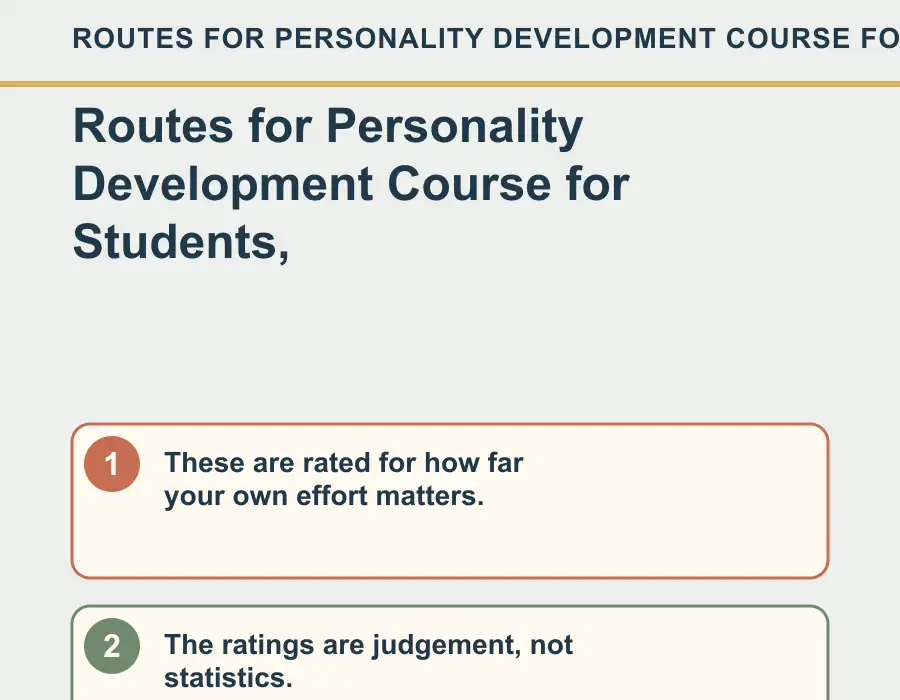 ROUTES FOR PERSONALITY DEVELOPMENT COURSE FO
Routes for Personality
Development Course for
Students,
1
These are rated for how far
your own effort matters.
2
The ratings are judgement, not
statistics.